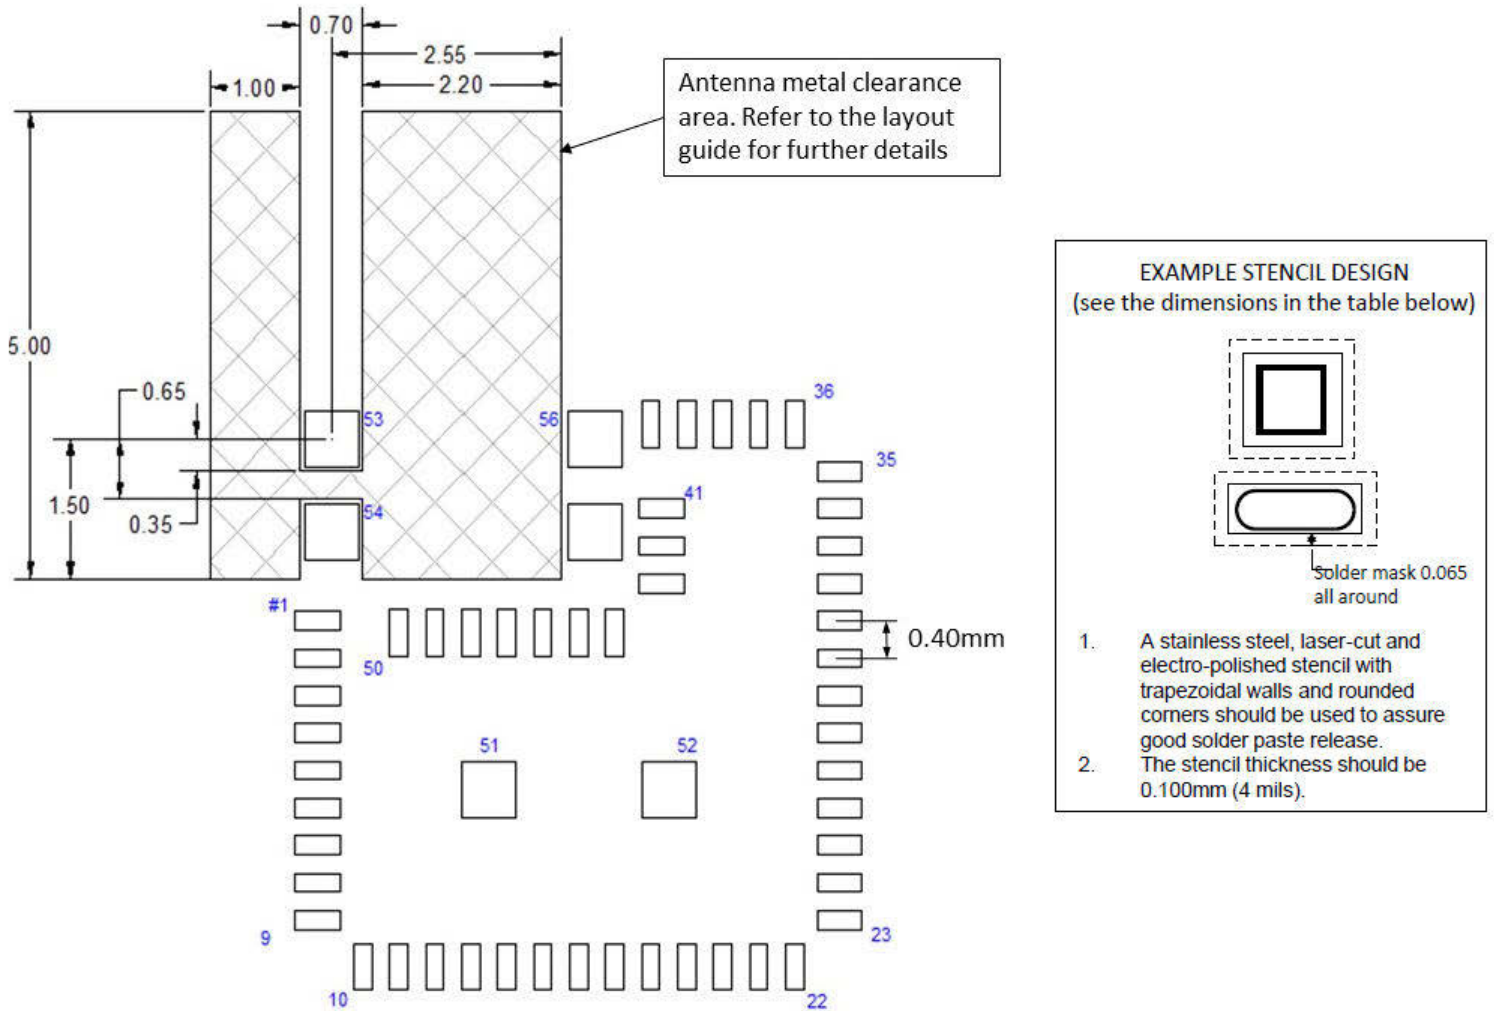 0.70
2.55
1.00
2.20
Antenna metal clearance
area. Refer to the layout
guide for further details
5.00
0.65
53
56
36
35
1.50
0.35
54
41
#1
50
0.40mm
51
52
9
23
10
22
EXAMPLE STENCIL DESIGN
(see the dimensions in the table below)
Solder mask 0.065
all around
1. A stainless steel, laser-cut and
electro-polished stencil with
trapezoidal walls and rounded
corners should be used to assure
good solder paste release.
2. The stencil thickness should be
0.100mm (4 mils).